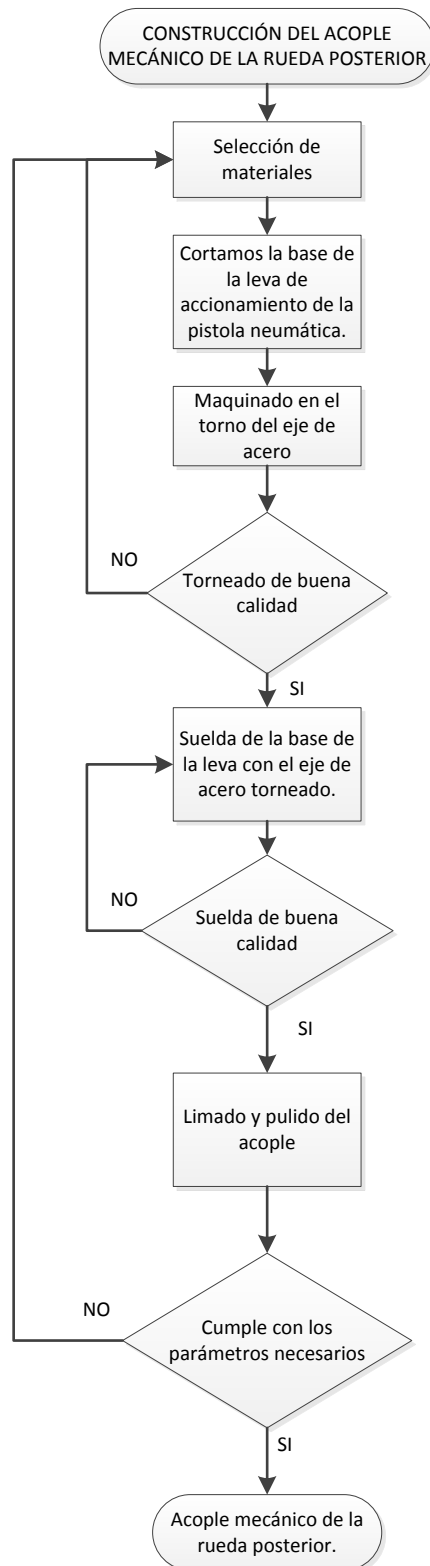 CONSTRUCCIÓN DEL ACOPLE
MECÁNICO DE LA RUEDA POSTERIOR.
Selección de
materiales
Cortamos la base de
la leva de
accionamiento de la
pistola neumática.
Maquinado en el
torno del eje de
acero
NO
Torneado de buena
calidad
SI
Suelda de la base de
la leva con el eje de
acero torneado.
NO
Suelda de buena
calidad
SI
Limado y pulido del
acople
NO
Cumple con los
parámetros necesarios
SI
Acople mecánico de la
rueda posterior.